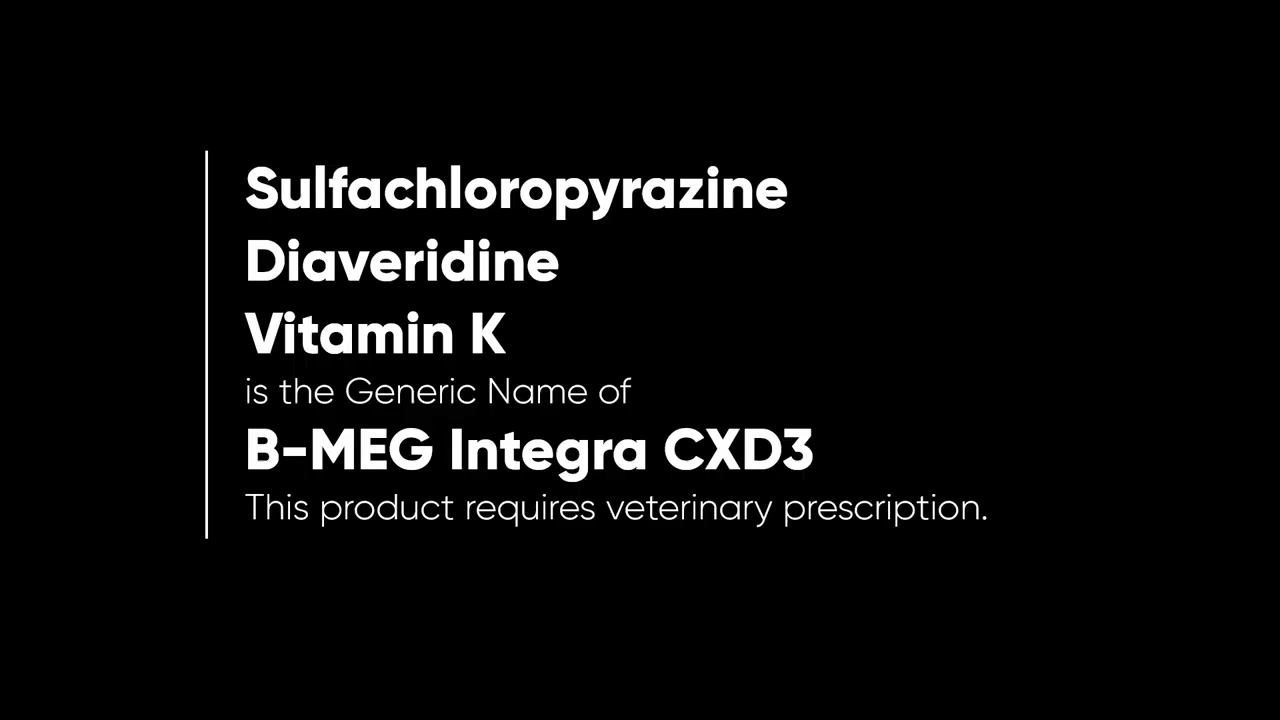 Sulfachloropyrazine
Diaveridine
Vitamin K
is the Generic Name of
B-MEG Integra CXD3
This product requires veterinary prescription.